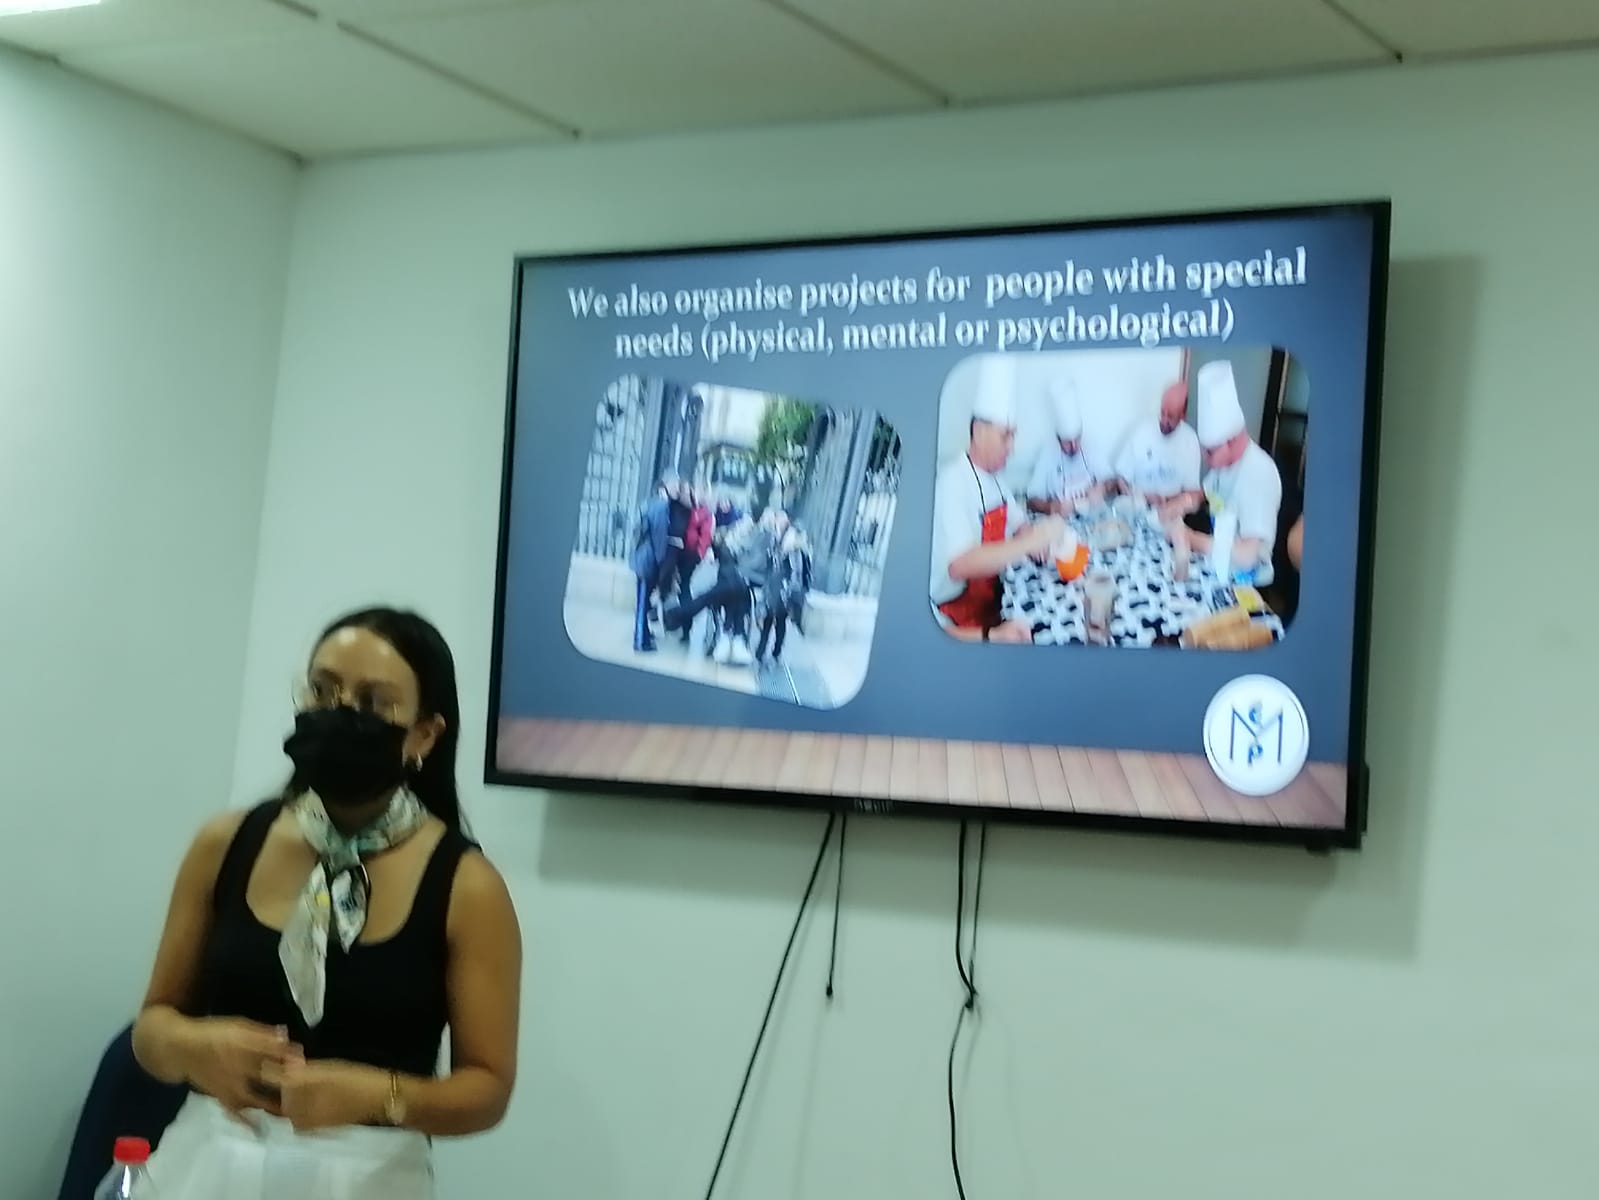 We also organise projects for people with special
needs (physical, mental or psychological)
M
e
p